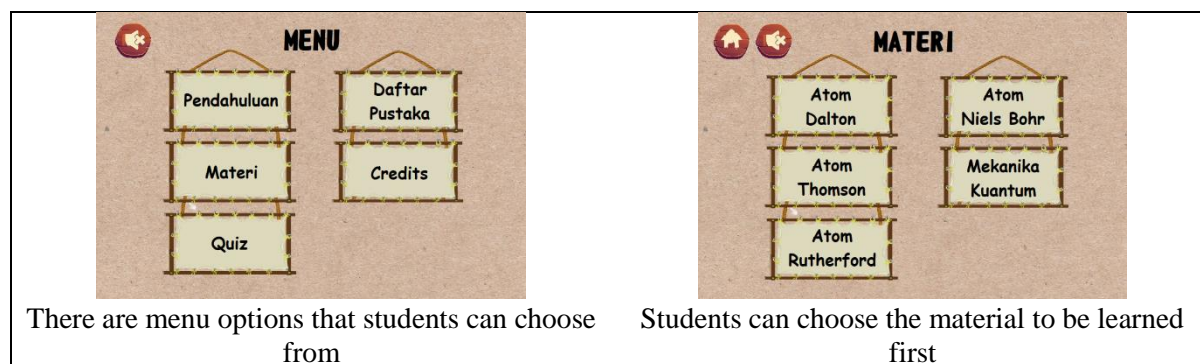 MENU
Pendahuluan
Materi
Quiz
Daftar
Pustaka
Credits
There are menu options that students can choose
from
MATERI
Atom
Dalton
Atom
Thomson
Atom
Rutherford
Atom
Niels Bohr
Mekanika
Kuantum
Students can choose the material to be learned
first